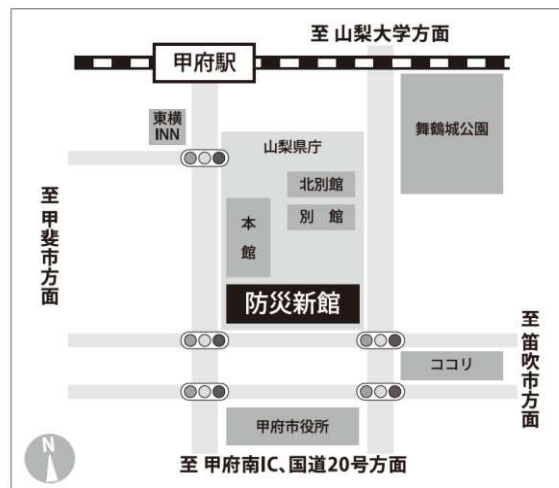 至 山梨大学方面
甲府駅
東横
INN
山梨県庁
舞鶴城公園
北別館
別　館
本
館
至 甲斐市方面
防災新館
至 笛吹市方面
ココリ
甲府市役所
N
至 甲府南IC、国道20号方面